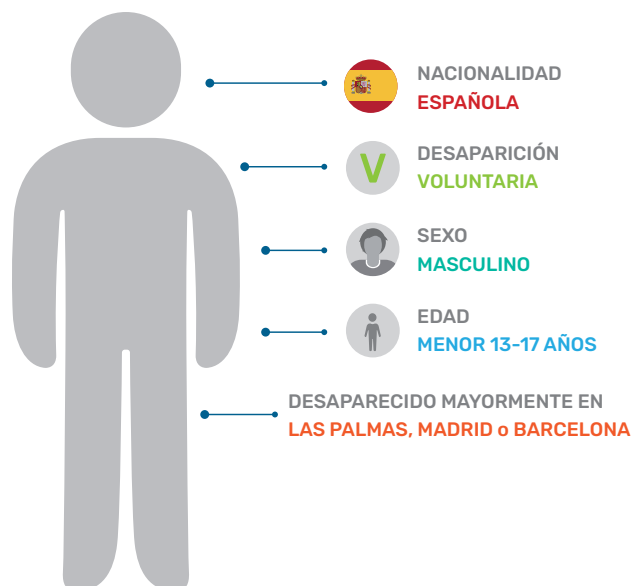 NACIONALIDAD
ESPAÑOLA
V
DESAPARICIÓN
VOLUNTARIA
SEXO
MASCULINO
EDAD
MENOR 13-17 AÑOS
DESAPARECIDO MAYORMENTE EN
LAS PALMAS, MADRID o BARCELONA